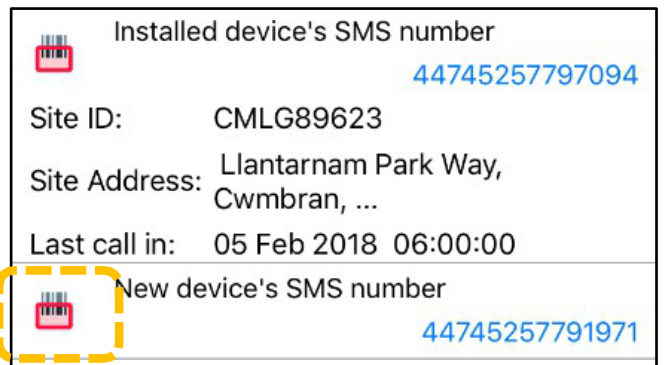 Installed device's SMS number
44745257797094
Site ID: CMLG89623
Site Address: Llantarnam Park Way,
Cwmbran, ...
Last call in: 05 Feb 2018 06:00:00
New device's SMS number
44745257791971